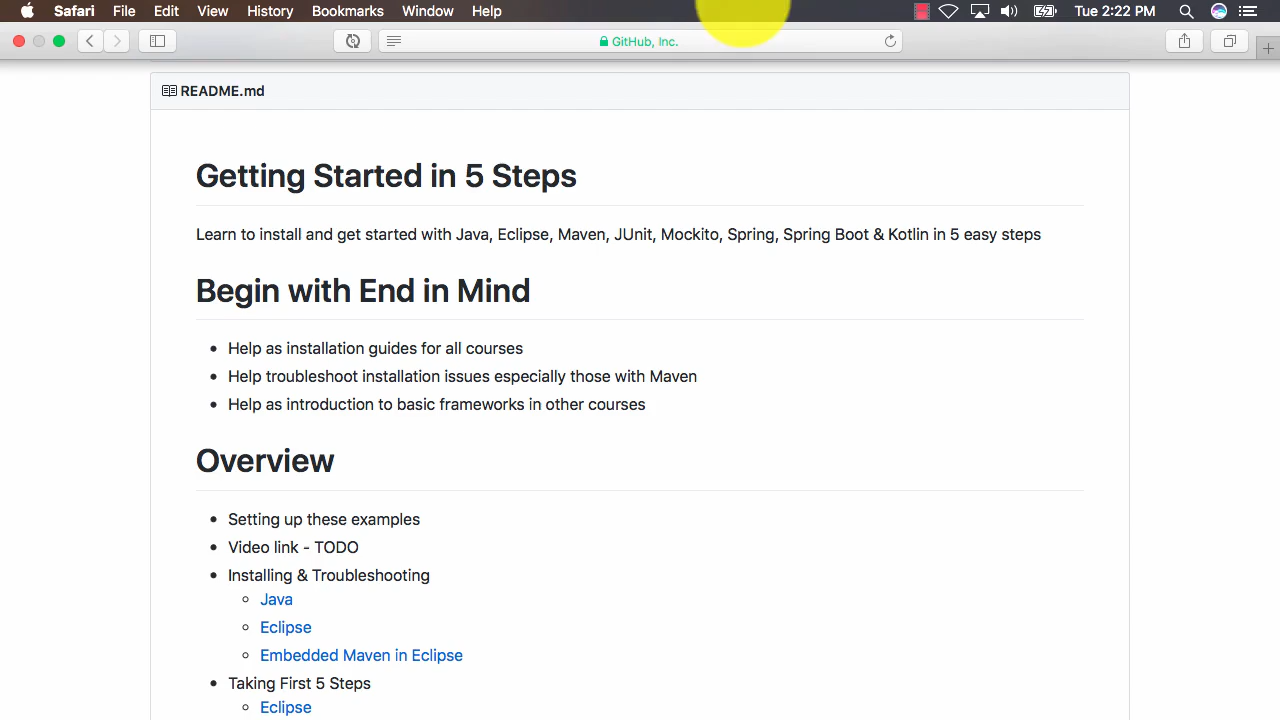 Safari File Edit View History Bookmarks Window Help Tue 2:22 PM
GitHub, Inc.
README.md
Getting Started in 5 Steps
Learn to install and get started with Java, Eclipse, Maven, JUnit, Mockito, Spring, Spring Boot & Kotlin in 5 easy steps
Begin with End in Mind
Help as installation guides for all courses
Help troubleshoot installation issues especially those with Maven
Help as introduction to basic frameworks in other courses
Overview
Setting up these examples
Video link - TODO
Installing & Troubleshooting
Java
Eclipse
Embedded Maven in Eclipse
Taking First 5 Steps
Eclipse